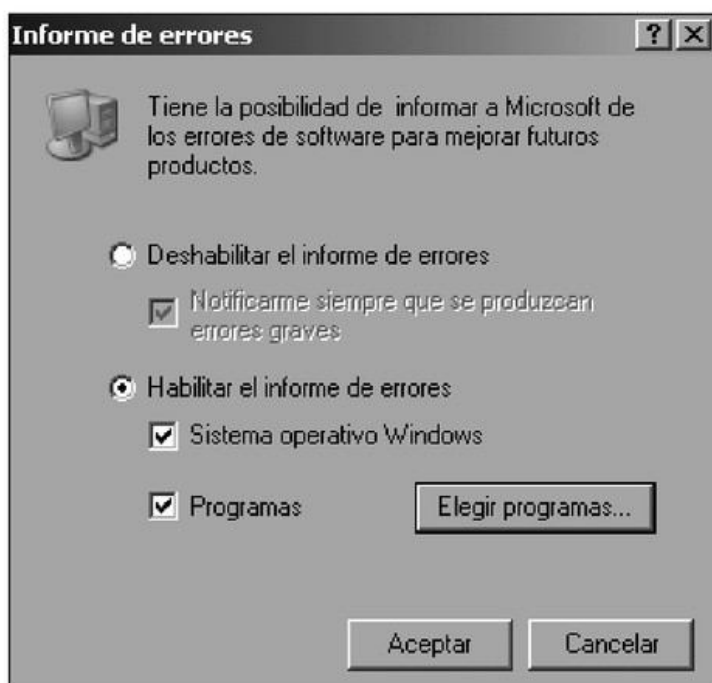 Informe de errores
Tiene la posibilidad de informar a Microsoft de
los errores de software para mejorar futuros
productos.
Deshabilitar el informe de errores
Notificarme siempre que se produzcan
errores graves
Habilitar el informe de errores
Sistema operativo Windows
Programas
Elegir programas...
Aceptar
Cancelar